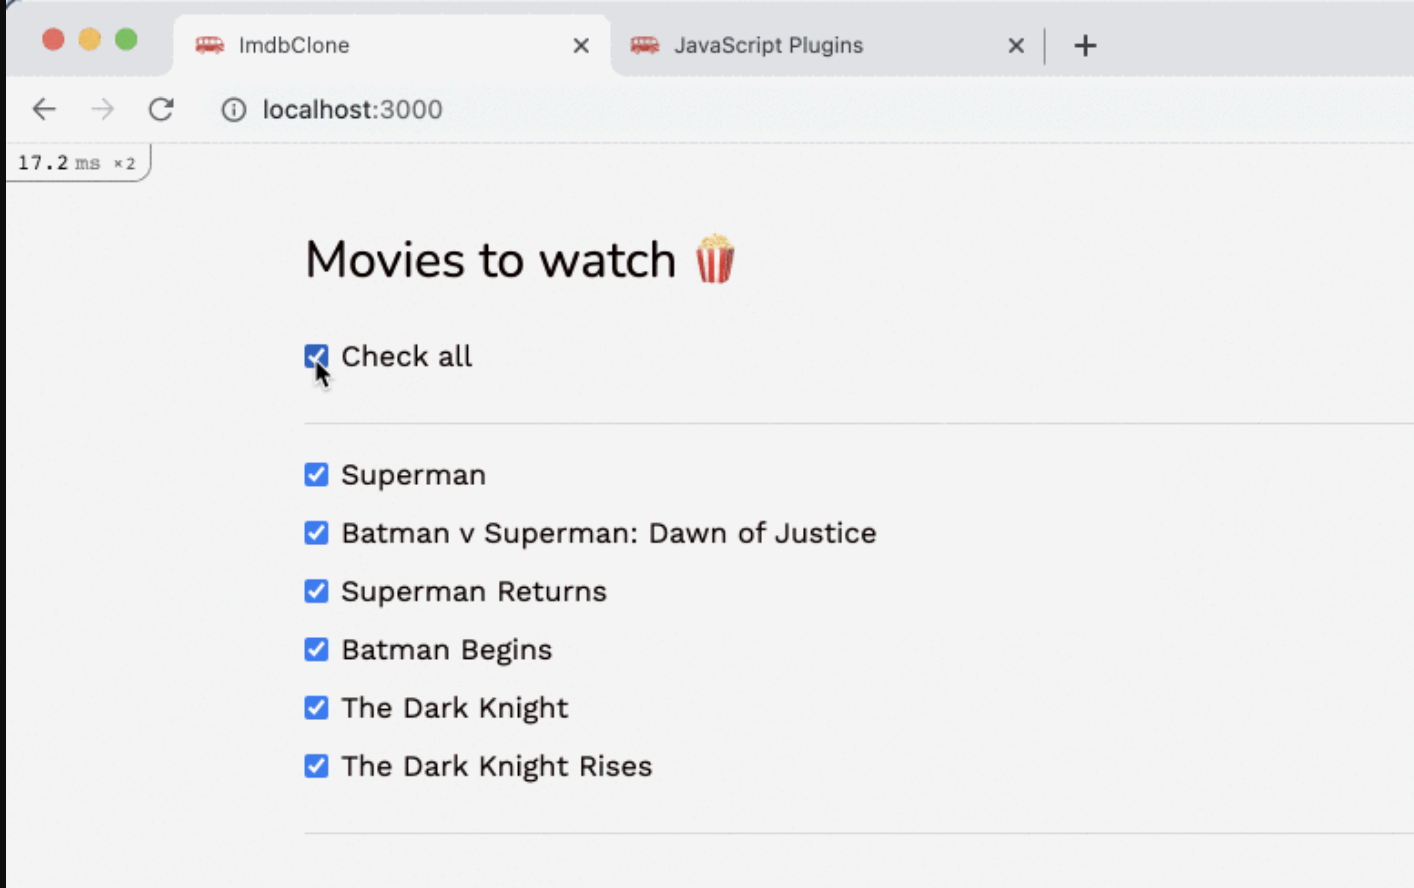 ImdbClone JavaScript Plugins
localhost:3000
17.2 ms ×2
Movies to watch 🍿
Check all
Superman
Batman v Superman: Dawn of Justice
Superman Returns
Batman Begins
The Dark Knight
The Dark Knight Rises